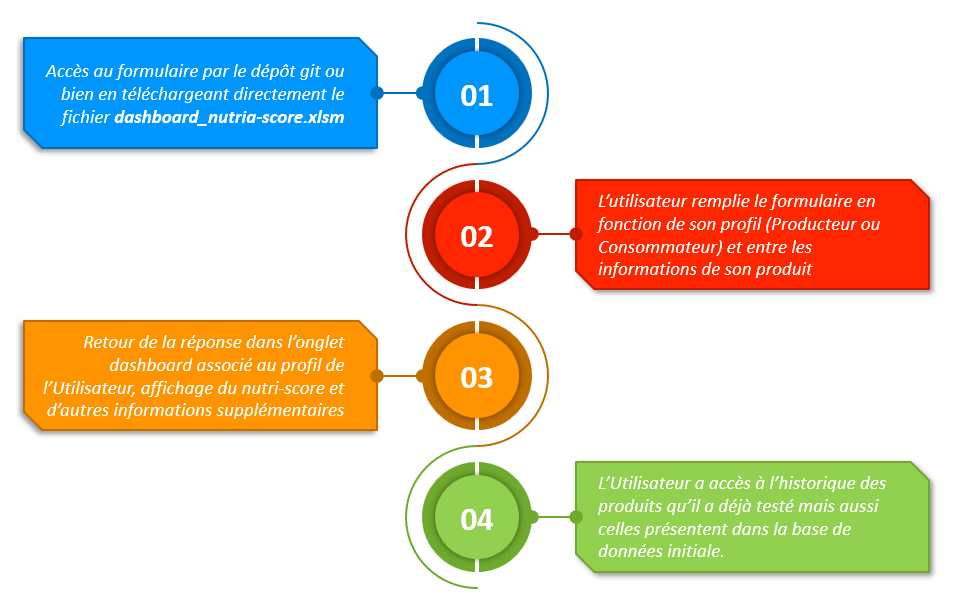 Accès au formulaire par le dépôt git ou
bien en téléchargeant directement le
fichier dashboard_nutria-score.xlsm
01
02
L’utilisateur remplie le formulaire en
fonction de son profil (Producteur ou
Consommateur) et entre les
informations de son produit
Retour de la réponse dans l’onglet
dashboard associé au profil de
l’Utilisateur, affichage du nutri-score et
d’autres informations supplémentaires
03
04
L’Utilisateur a accès à l’historique des
produits qu’il a déjà testé mais aussi
celles présentent dans la base de
données initiale.